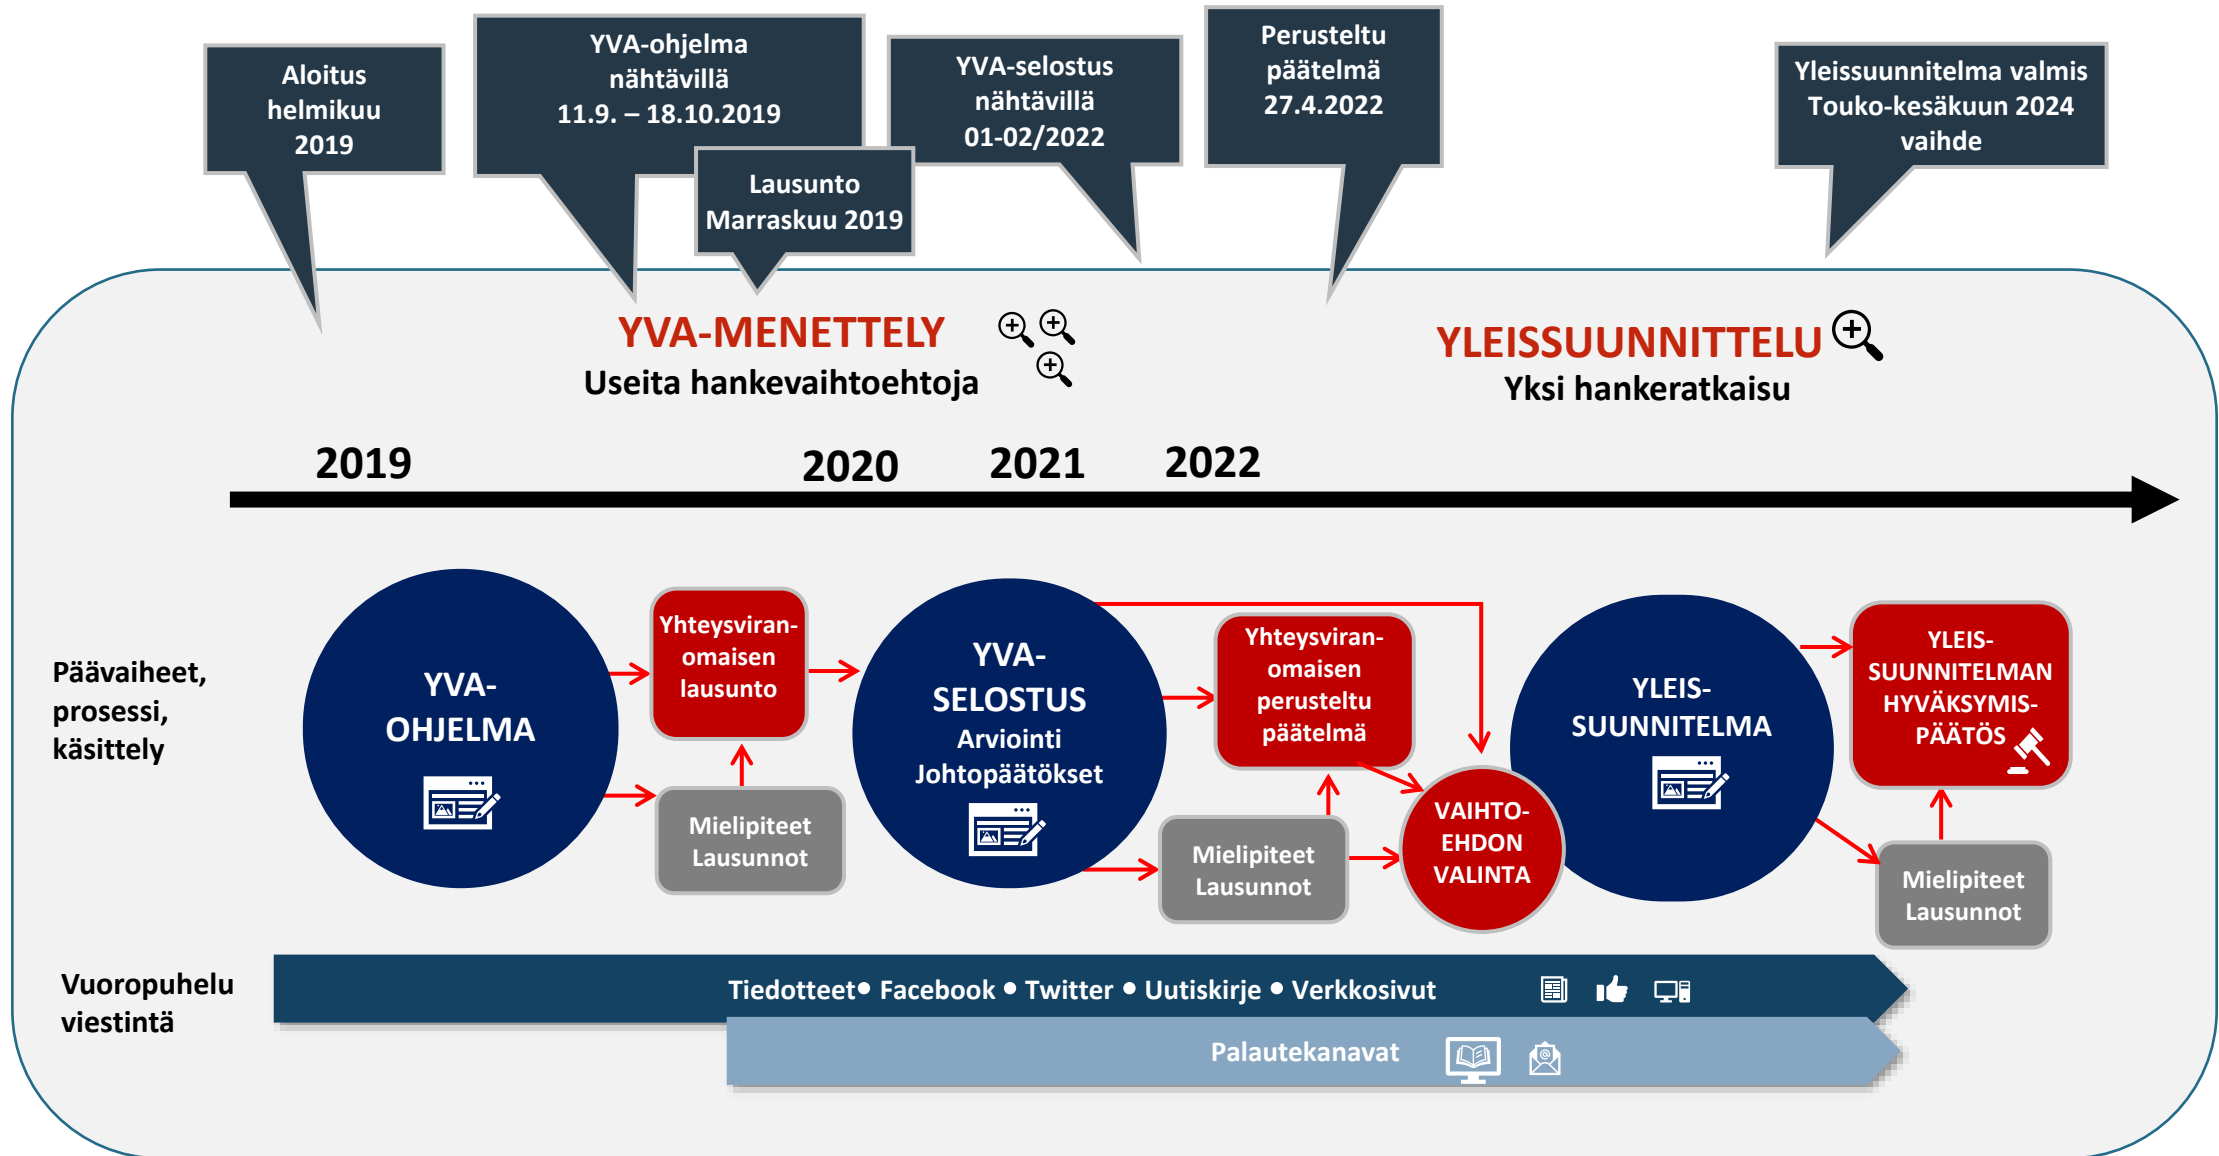 Aloitus
helmikuu
2019
YVA-ohjelma
nähtävillä
11.9. – 18.10.2019
Lausunto
Marraskuu 2019
YVA-selostus
nähtävillä
01-02/2022
Perusteltu
päätelmä
27.4.2022
Yleissuunnitelma valmis
Touko-kesäkuun 2024
vaihde
YVA-MENETTELY
Useita hankevaihtoehtoja
YLEISSUUNNITTELU
Yksi hankeratkaisu
2019
2020
2021
2022
Päävaiheet,
prosessi,
käsittely
YVA-
OHJELMA
Yhteysviran-
omaisen
lausunto
Mielipiteet
Lausunnot
YVA-
SELOSTUS
Arviointi
Johtopäätökset
Yhteysviran-
omaisen
perusteltu
päätelmä
Mielipiteet
Lausunnot
VAIHTO-
EHDON
VALINTA
YLEIS-
SUUNNITELMA
YLEIS-
SUUNNITELMAN
HYVÄKSYMIS-
PÄÄTÖS
Mielipiteet
Lausunnot
Vuoropuhelu
viestintä
Tiedotteet• Facebook • Twitter • Uutiskirje • Verkkosivut
Palautekanavat